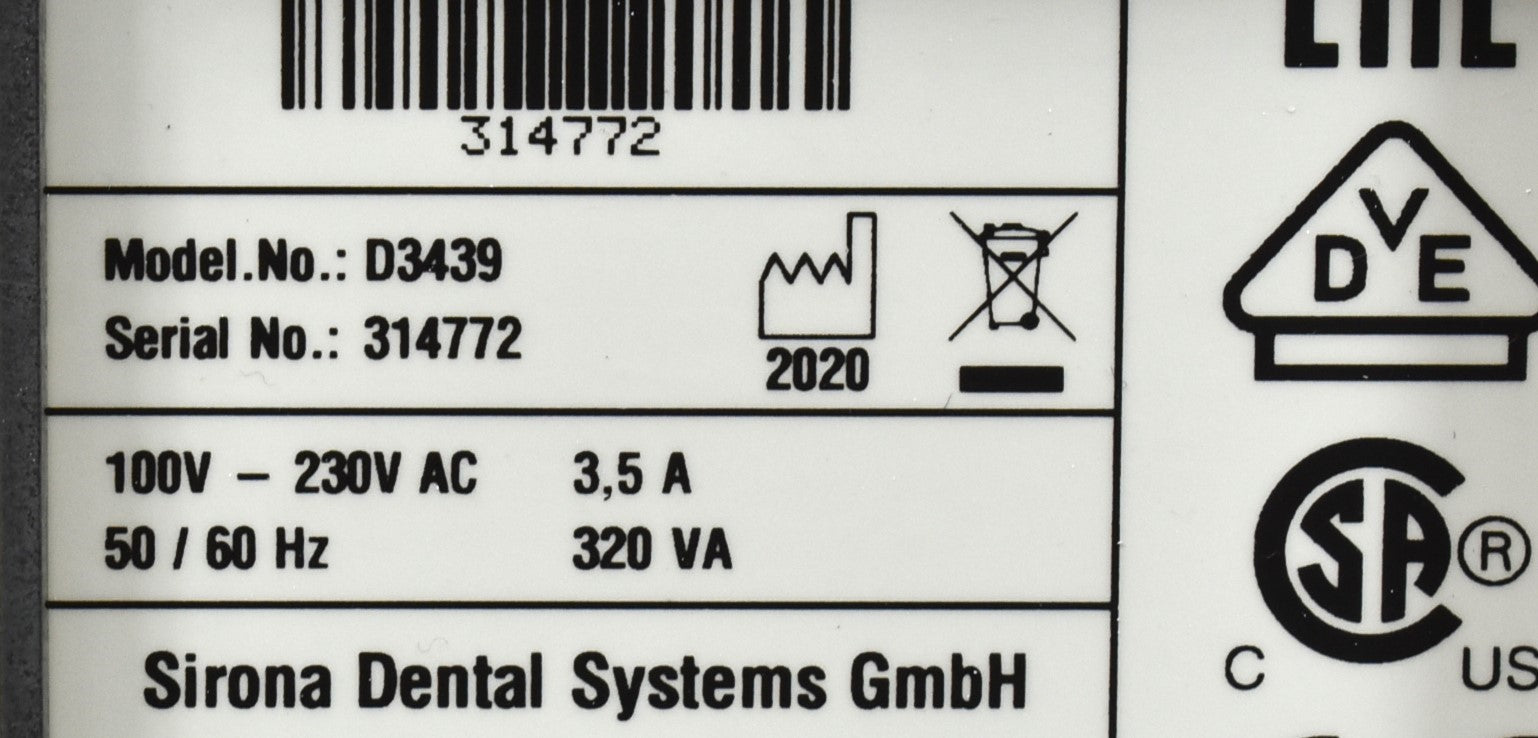 314772
Model.No.: D3439
Serial No.: 314772
2020
100V – 230V AC 3,5 A
50 / 60 Hz 320 VA
Sirona Dental Systems GmbH
DVE
CSA ®
C US